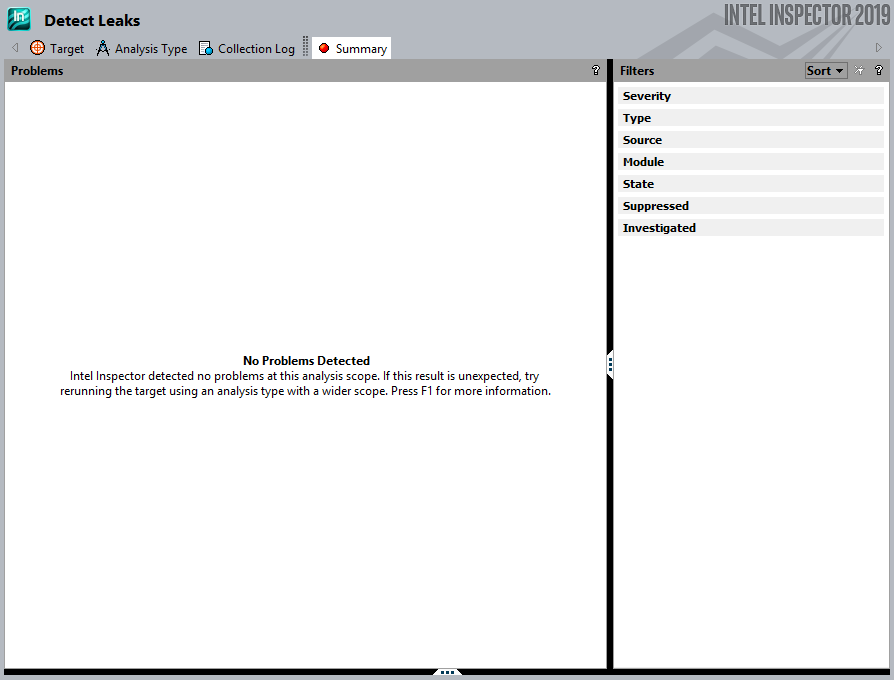 In
Detect Leaks
INTEL INSPECTOR 2019
Target
Analysis Type
Collection Log
Summary
Problems
?
Filters
Sort
?
Severity
Type
Source
Module
State
Suppressed
Investigated
No Problems Detected
Intel Inspector detected no problems at this analysis scope. If this result is unexpected, try
rerunning the target using an analysis type with a wider scope. Press F1 for more information.